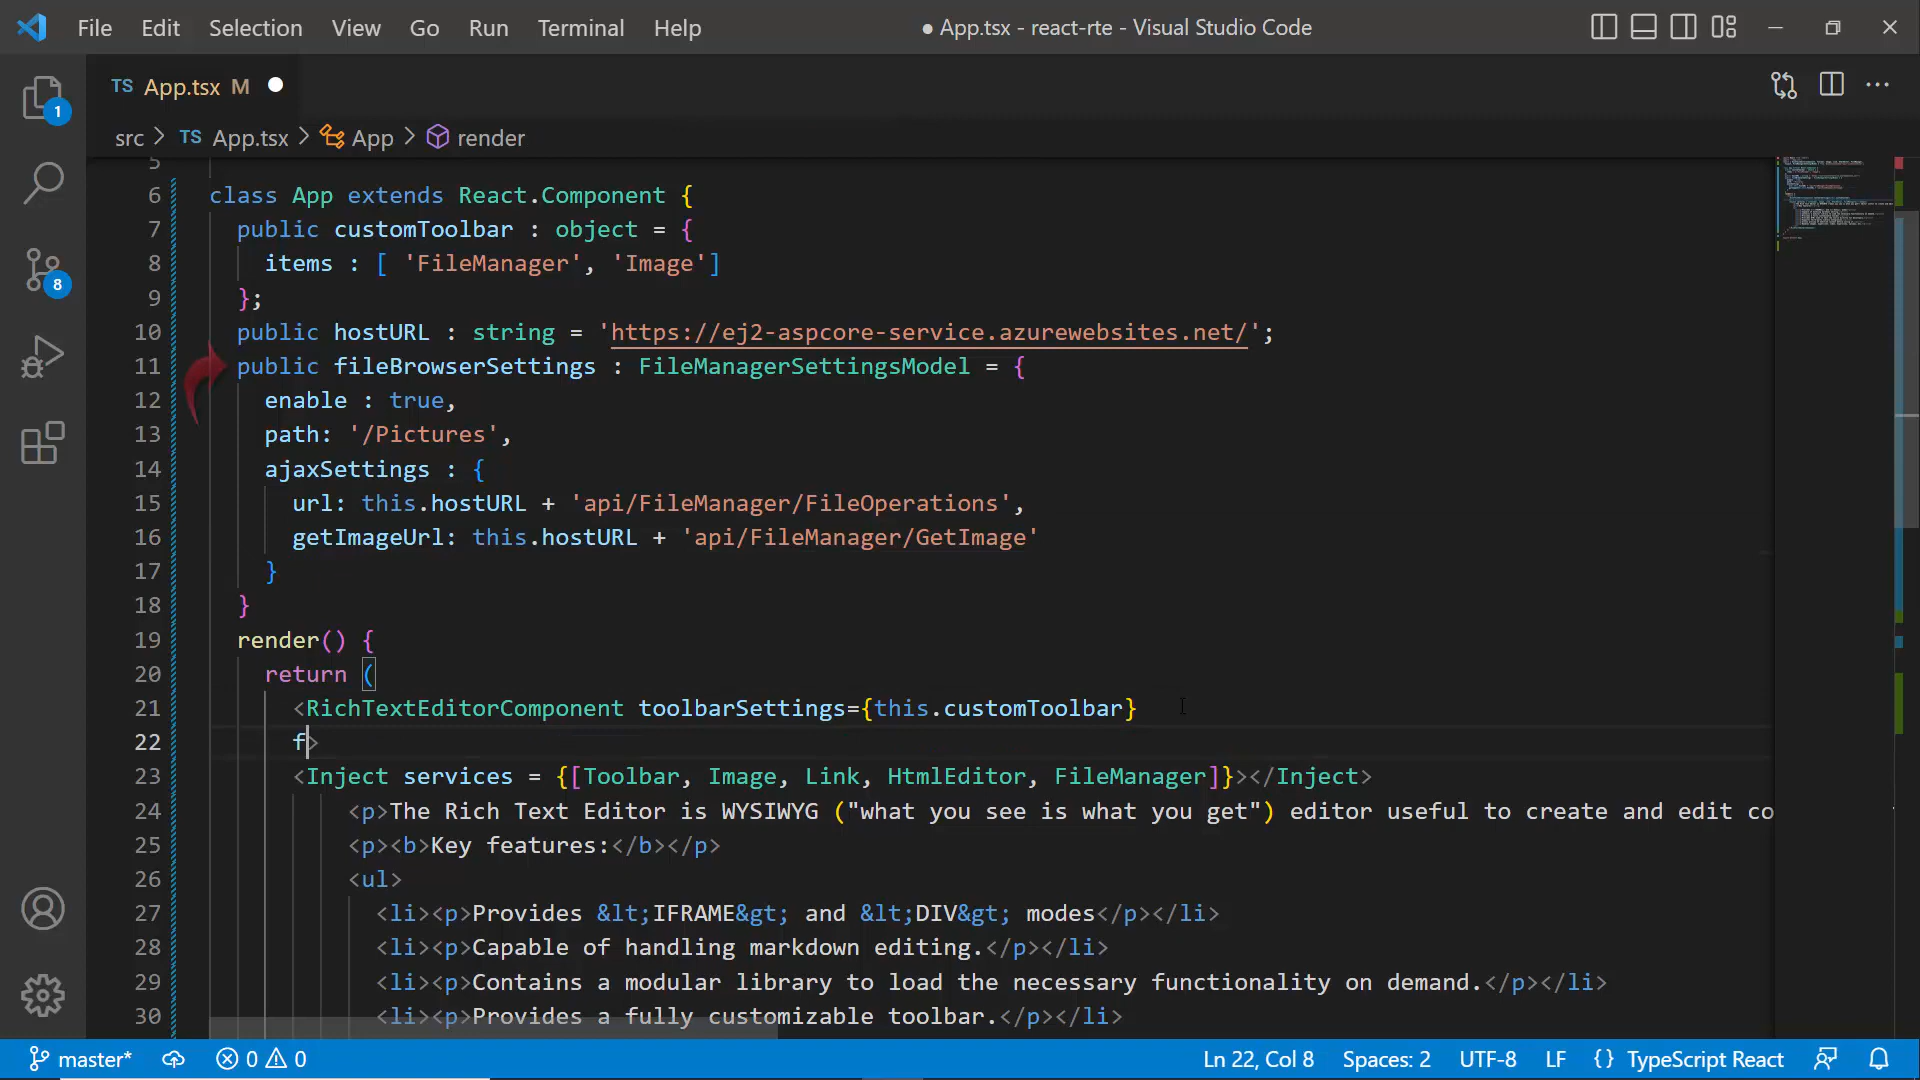 File Edit Selection View Go Run Terminal Help
● App.tsx - react-rte - Visual Studio Code
TS App.tsx M
src > TS App.tsx > App > render
1
8
5
6 class App extends React.Component {
7 public customToolbar : object = {
8 items : [ 'FileManager', 'Image']
9 };
10 public hostURL : string = 'https://ej2-aspcore-service.azurewebsites.net/';
11 public fileBrowserSettings : FileManagerSettingsModel = {
12 enable : true,
13 path: '/Pictures',
14 ajaxSettings : {
15 url: this.hostURL + 'api/FileManager/FileOperations',
16 getImageUrl: this.hostURL + 'api/FileManager/GetImage'
17 }
18 }
19 render() {
20 return (
21 <RichTextEditorComponent toolbarSettings={this.customToolbar}
22 f>
23 <Inject services = {[Toolbar, Image, Link, HtmlEditor, FileManager]}></Inject>
24 <p>The Rich Text Editor is WYSIWYG ("what you see is what you get") editor useful to create and edit co
25 <p><b>Key features:</b></p>
26 <ul>
27 <li><p>Provides &lt;IFRAME&gt; and &lt;DIV&gt; modes</p></li>
28 <li><p>Capable of handling markdown editing.</p></li>
29 <li><p>Contains a modular library to load the necessary functionality on demand.</p></li>
30 <li><p>Provides a fully customizable toolbar.</p></li>
master* 0 0 Ln 22, Col 8 Spaces: 2 UTF-8 LF {} TypeScript React